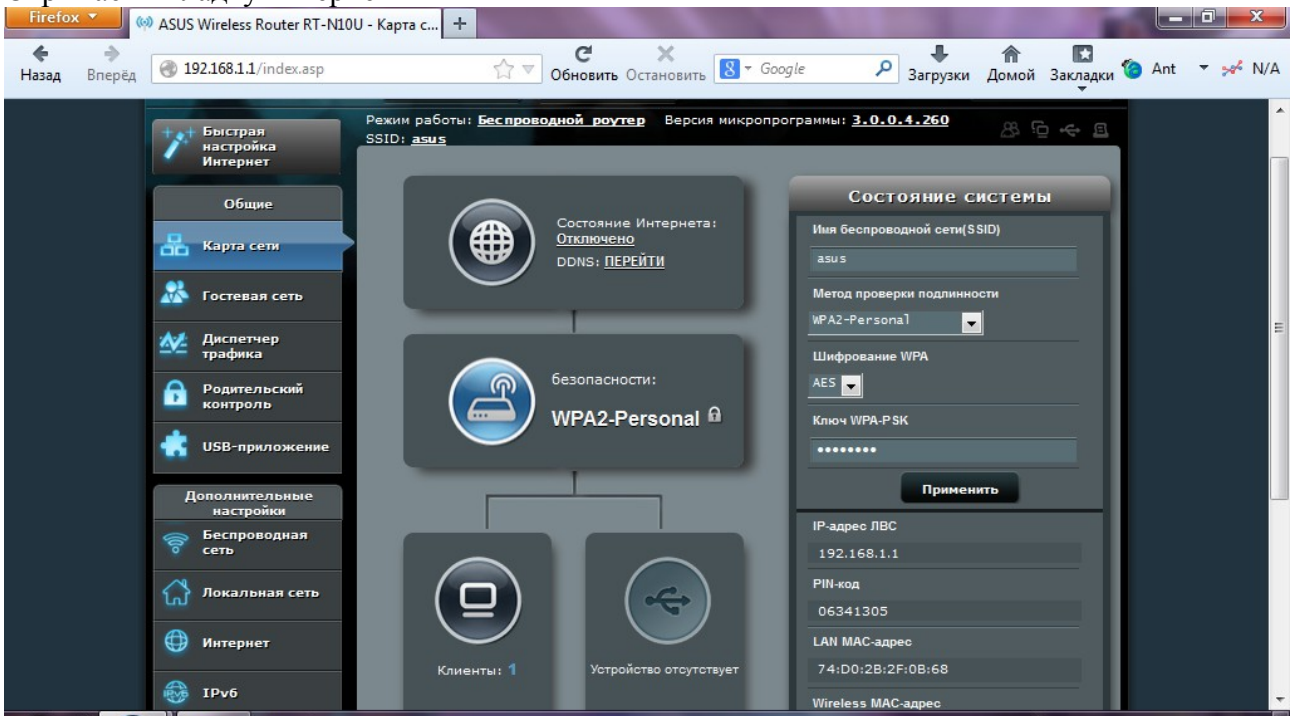 Firefox
ASUS Wireless Router RT-N10U - Карта с...
+
Назад
Вперёд
192.168.1.1/index.asp
Обновить
Остановить
8
Google
Загрузки
Домой
Закладки
Ant
N/A
Режим работы: Беспроводной роутер Версия микропрограммы: 3.0.0.4.260
SSID: asus
Быстрая
настройка
Интернет
Общие
Карта сети
Гостевая сеть
Диспетчер
трафика
Родительский
контроль
USB-приложение
Дополнительные
настройки
Беспроводная
сеть
Локальная сеть
Интернет
IPv6
Состояние Интернета:
Отключено
DDNS: ПЕРЕЙТИ
безопасности:
WPA2-Personal
Клиенты: 1
Устройство отсутствует
Состояние системы
Имя беспроводной сети(SSID)
asus
Метод проверки подлинности
WPA2-Personal
Шифрование WPA
AES
Ключ WPA-PSK
••••••••
Применить
IP-адрес ЛВС
192.168.1.1
PIN-код
06341305
LAN MAC-адрес
74:D0:2B:2F:0B:68
Wireless MAC-адрес